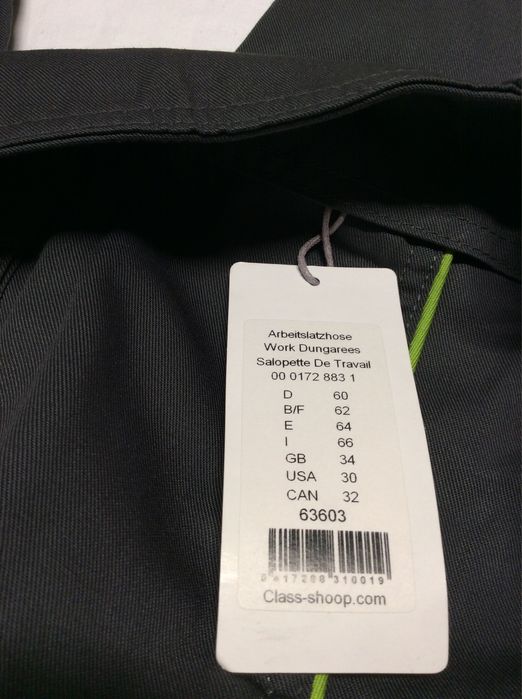 Arbeitslatzhose
Work Dungarees
Salopette De Travail
00 0172 883 1
D 60
B/F 62
E 64
I 66
GB 34
USA 30
CAN 32
63603
Class-shoop.com